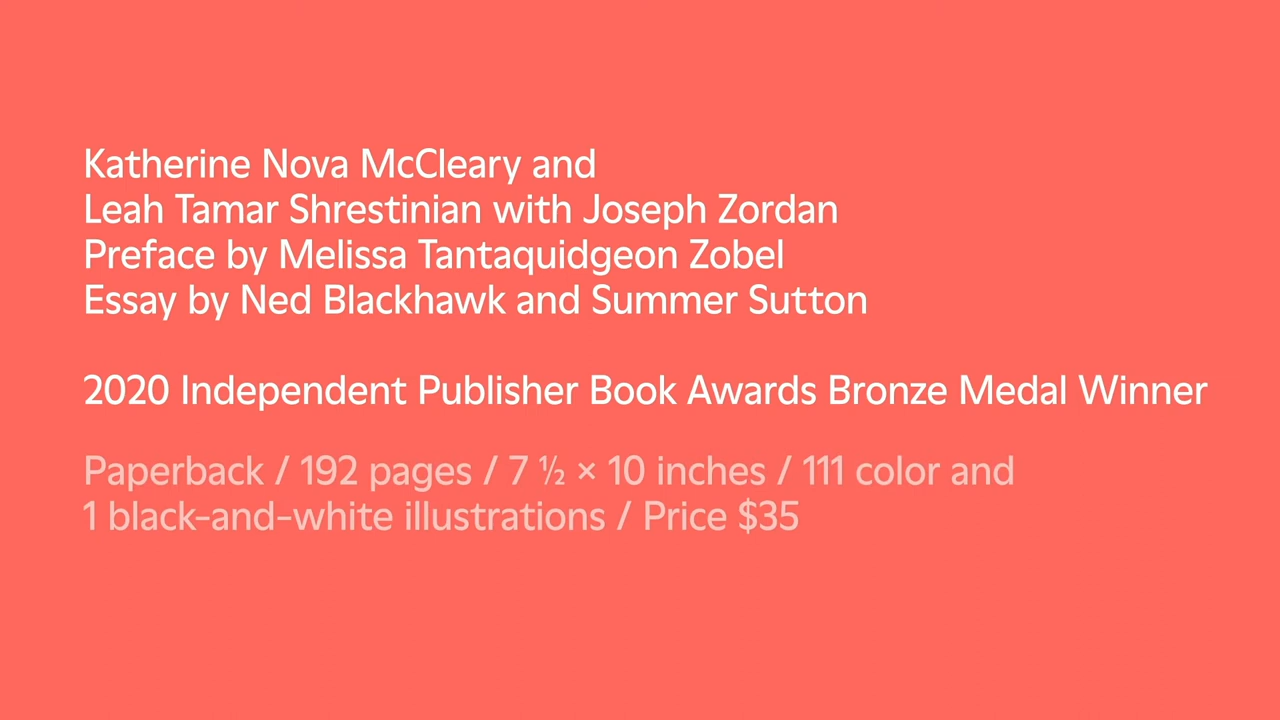 Katherine Nova McCleary and
Leah Tamar Shrestinian with Joseph Zordan
Preface by Melissa Tantaquidgeon Zobel
Essay by Ned Blackhawk and Summer Sutton
2020 Independent Publisher Book Awards Bronze Medal Winner
Paperback / 192 pages / 7 ½ × 10 inches / 111 color and
1 black-and-white illustrations / Price $35